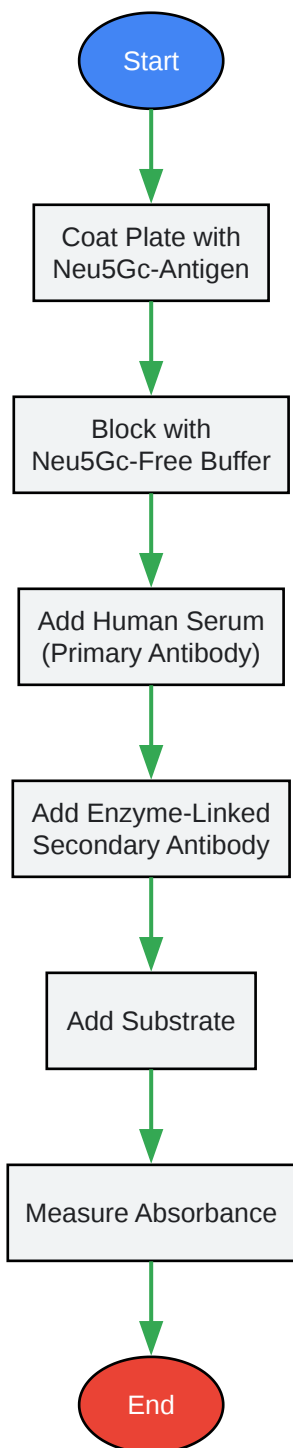 Start
Coat Plate with
Neu5Gc-Antigen
Block with
Neu5Gc-Free Buffer
Add Human Serum
(Primary Antibody)
Add Enzyme-Linked
Secondary Antibody
Add Substrate
Measure Absorbance
End